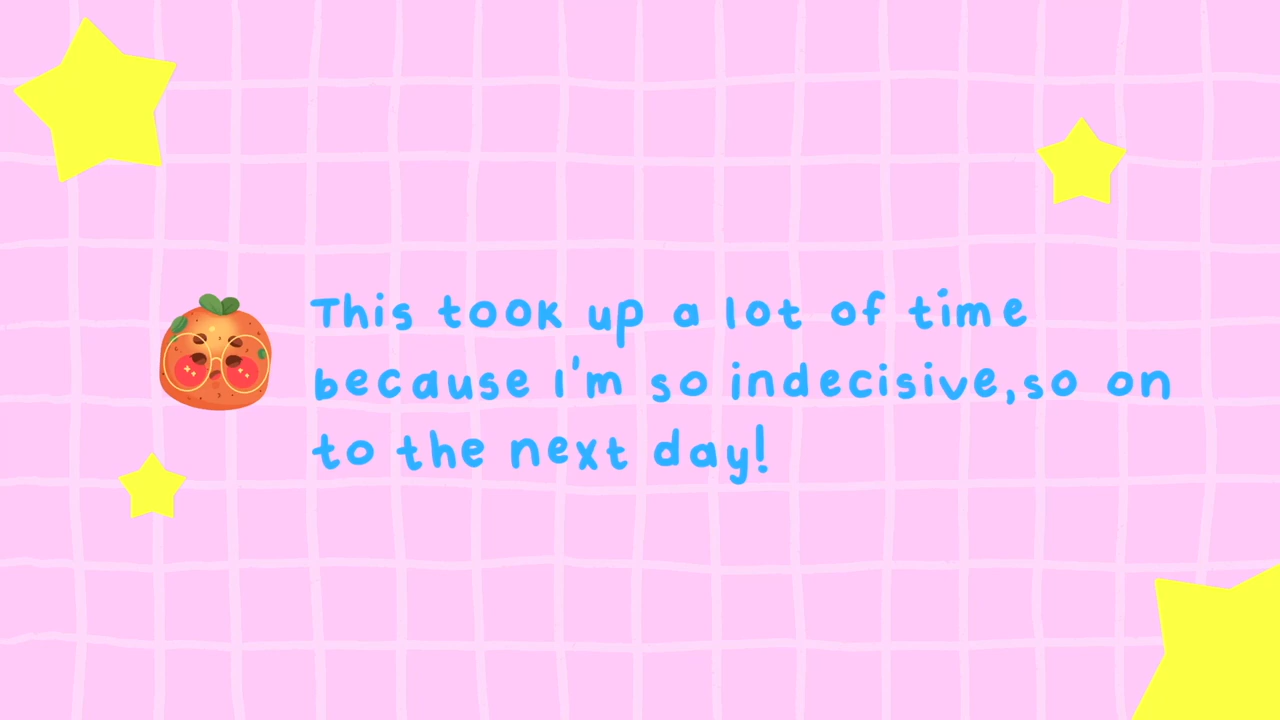 This took up a lot of time
because I'm so indecisive,so on
to the next day!